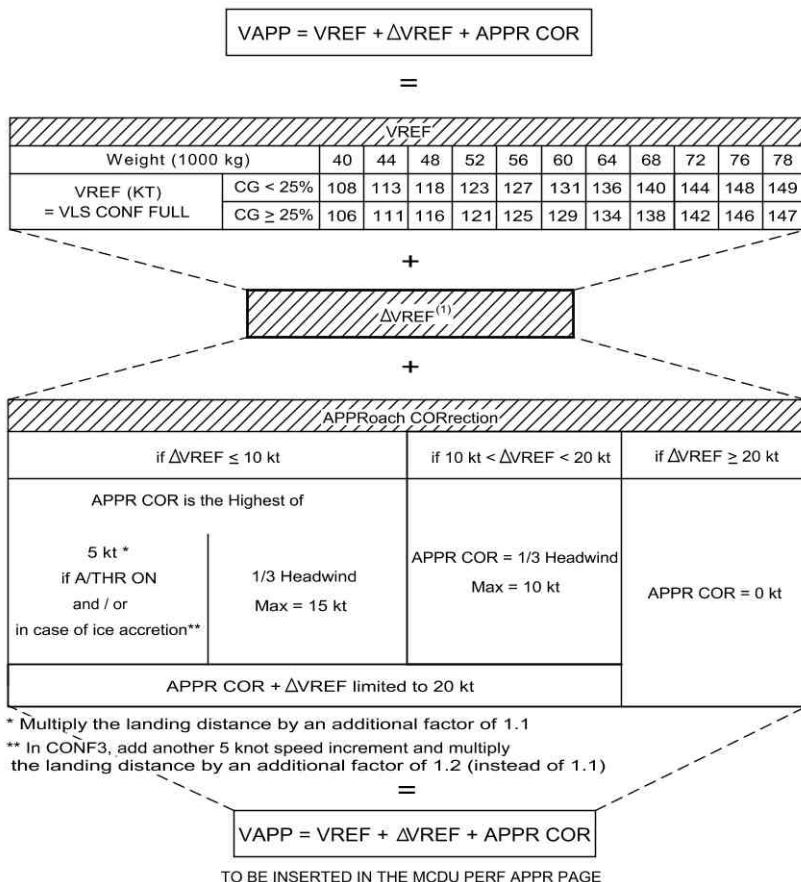 VAPP = VREF + ΔVREF + APPR COR
=
VREF
Weight (1000 kg) 40 44 48 52 56 60 64 68 72 76 78
VREF (KT)
= VLS CONF FULL
CG < 25% 108 113 118 123 127 131 136 140 144 148 149
CG ≥ 25% 106 111 116 121 125 129 134 138 142 146 147
+
ΔVREF(1)
+
APPRoach CORrection
if ΔVREF ≤ 10 kt if 10 kt < ΔVREF < 20 kt if ΔVREF ≥ 20 kt
APPR COR is the Highest of
5 kt *
if A/THR ON
and / or
in case of ice accretion**
1/3 Headwind
Max = 15 kt
APPR COR = 1/3 Headwind
Max = 10 kt
APPR COR = 0 kt
APPR COR + ΔVREF limited to 20 kt
* Multiply the landing distance by an additional factor of 1.1
** In CONF3, add another 5 knot speed increment and multiply
the landing distance by an additional factor of 1.2 (instead of 1.1)
=
VAPP = VREF + ΔVREF + APPR COR
TO BE INSERTED IN THE MCDU PERF APPR PAGE